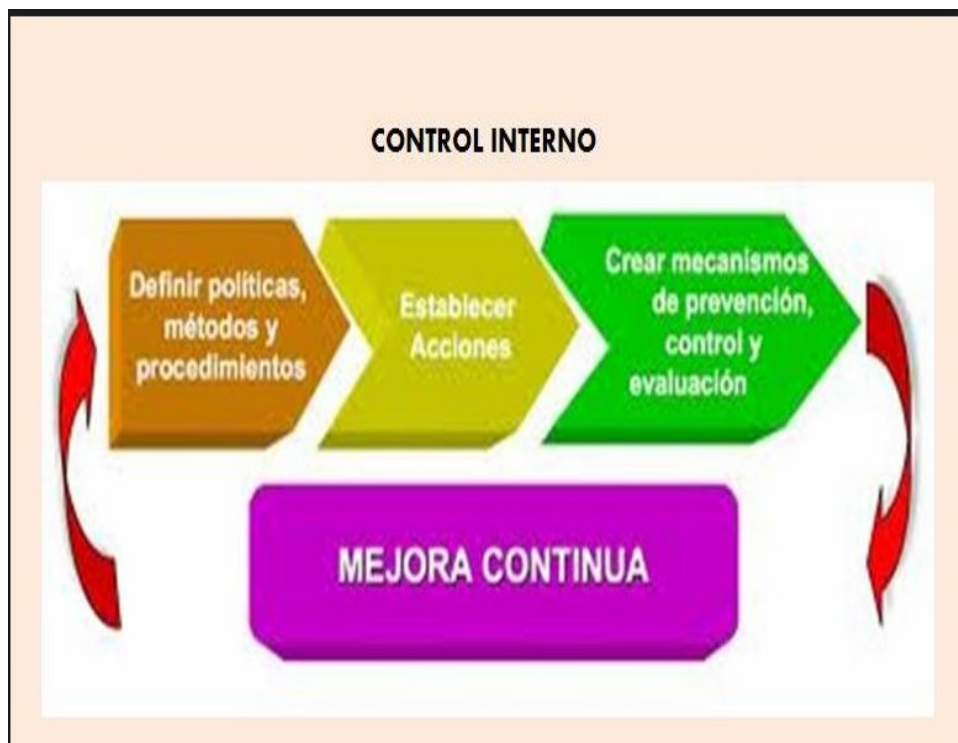 CONTROL INTERNO
Definir políticas,
métodos y
procedimientos
Establecer
Acciones
Crear mecanismos
de prevención,
control y
evaluación
MEJORA CONTINUA